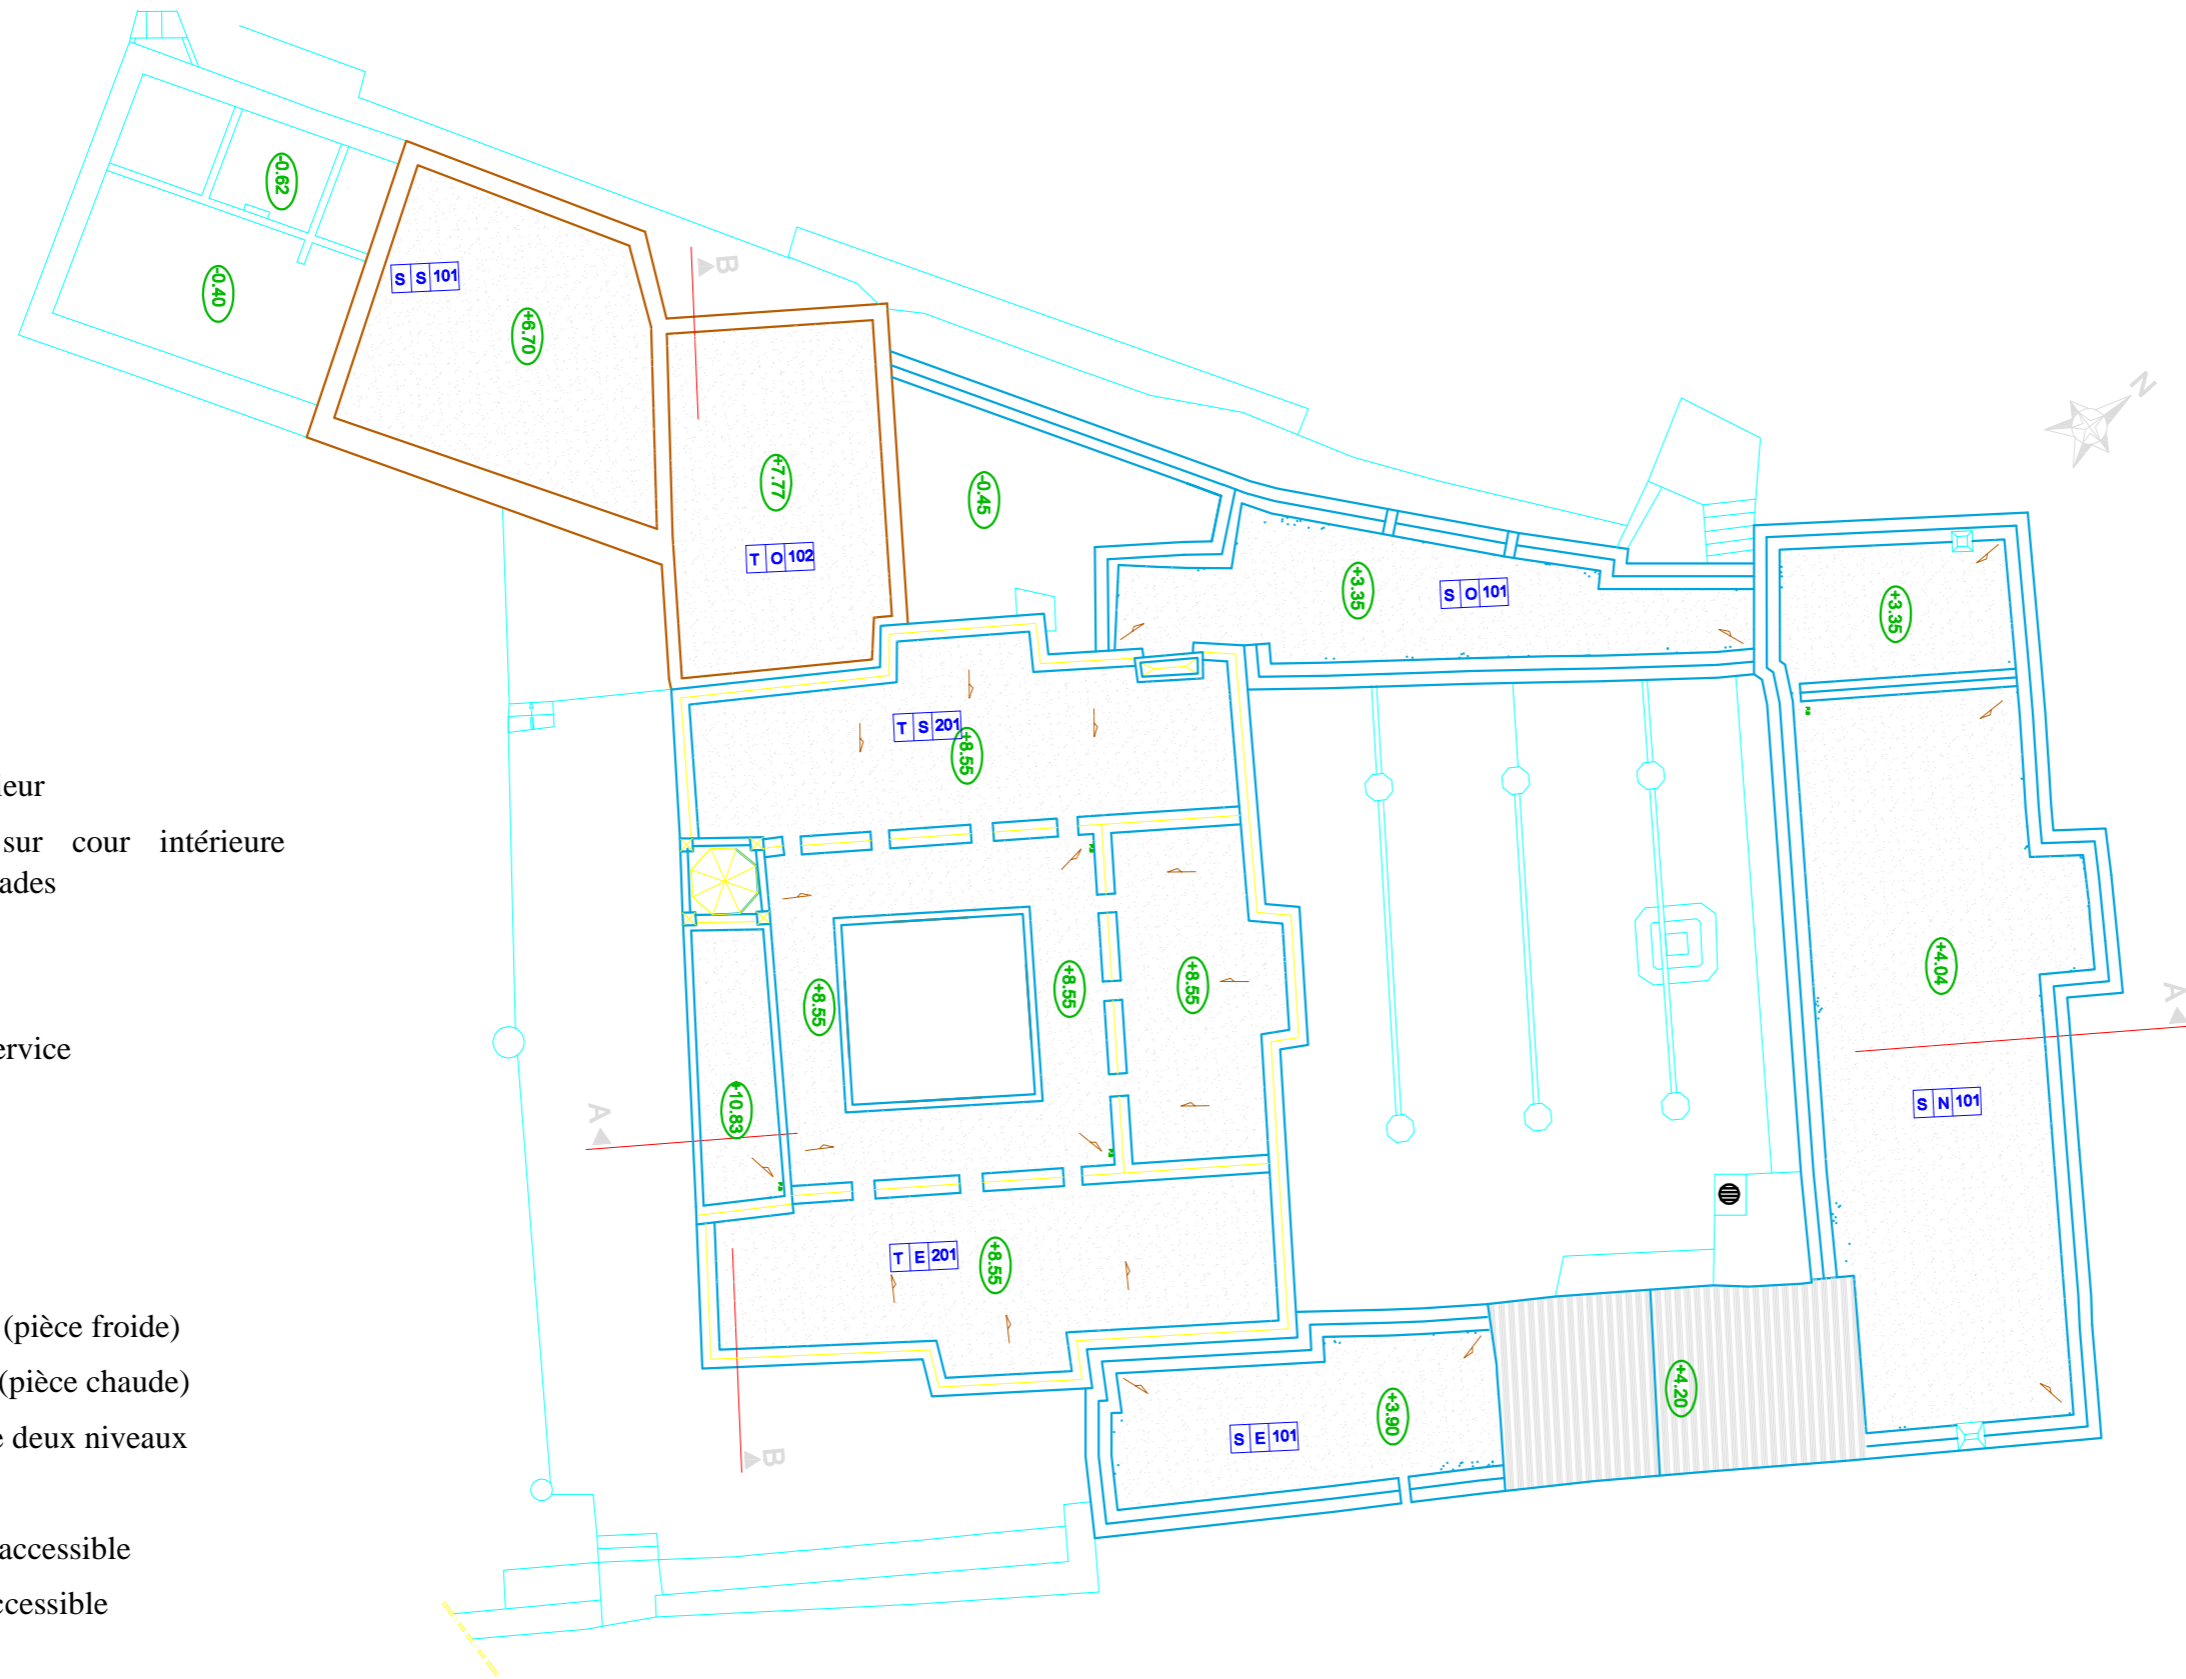 -0.62
-0.40
S S 101
+6.70
B
+7.77
T O 102
-0.45
N
+3.35
S O 101
+3.35
T S 201
+8.55
ieur
sur cour intérieure
ades
+8.55
+8.55
+8.55
+4.04
A
ervice
+10.83
A
S N 101
T E 201
+8.55
(pièce froide)
(pièce chaude)
e deux niveaux
+4.20
+3.90
S E 101
B
accessible
ccessible